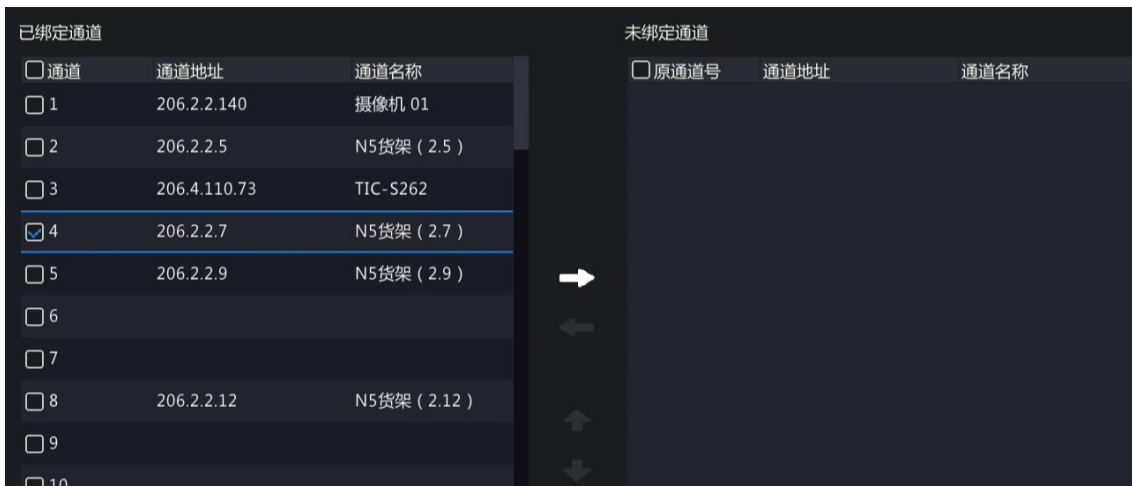 已绑定通道 未绑定通道
通道 通道地址 通道名称 原通道号 通道地址 通道名称
1 206.2.2.140 摄像机 01
2 206.2.2.5 N5货架（2.5）
3 206.4.110.73 TIC-S262
4 206.2.2.7 N5货架（2.7）
5 206.2.2.9 N5货架（2.9）
6
7
8 206.2.2.12 N5货架（2.12）
9
10